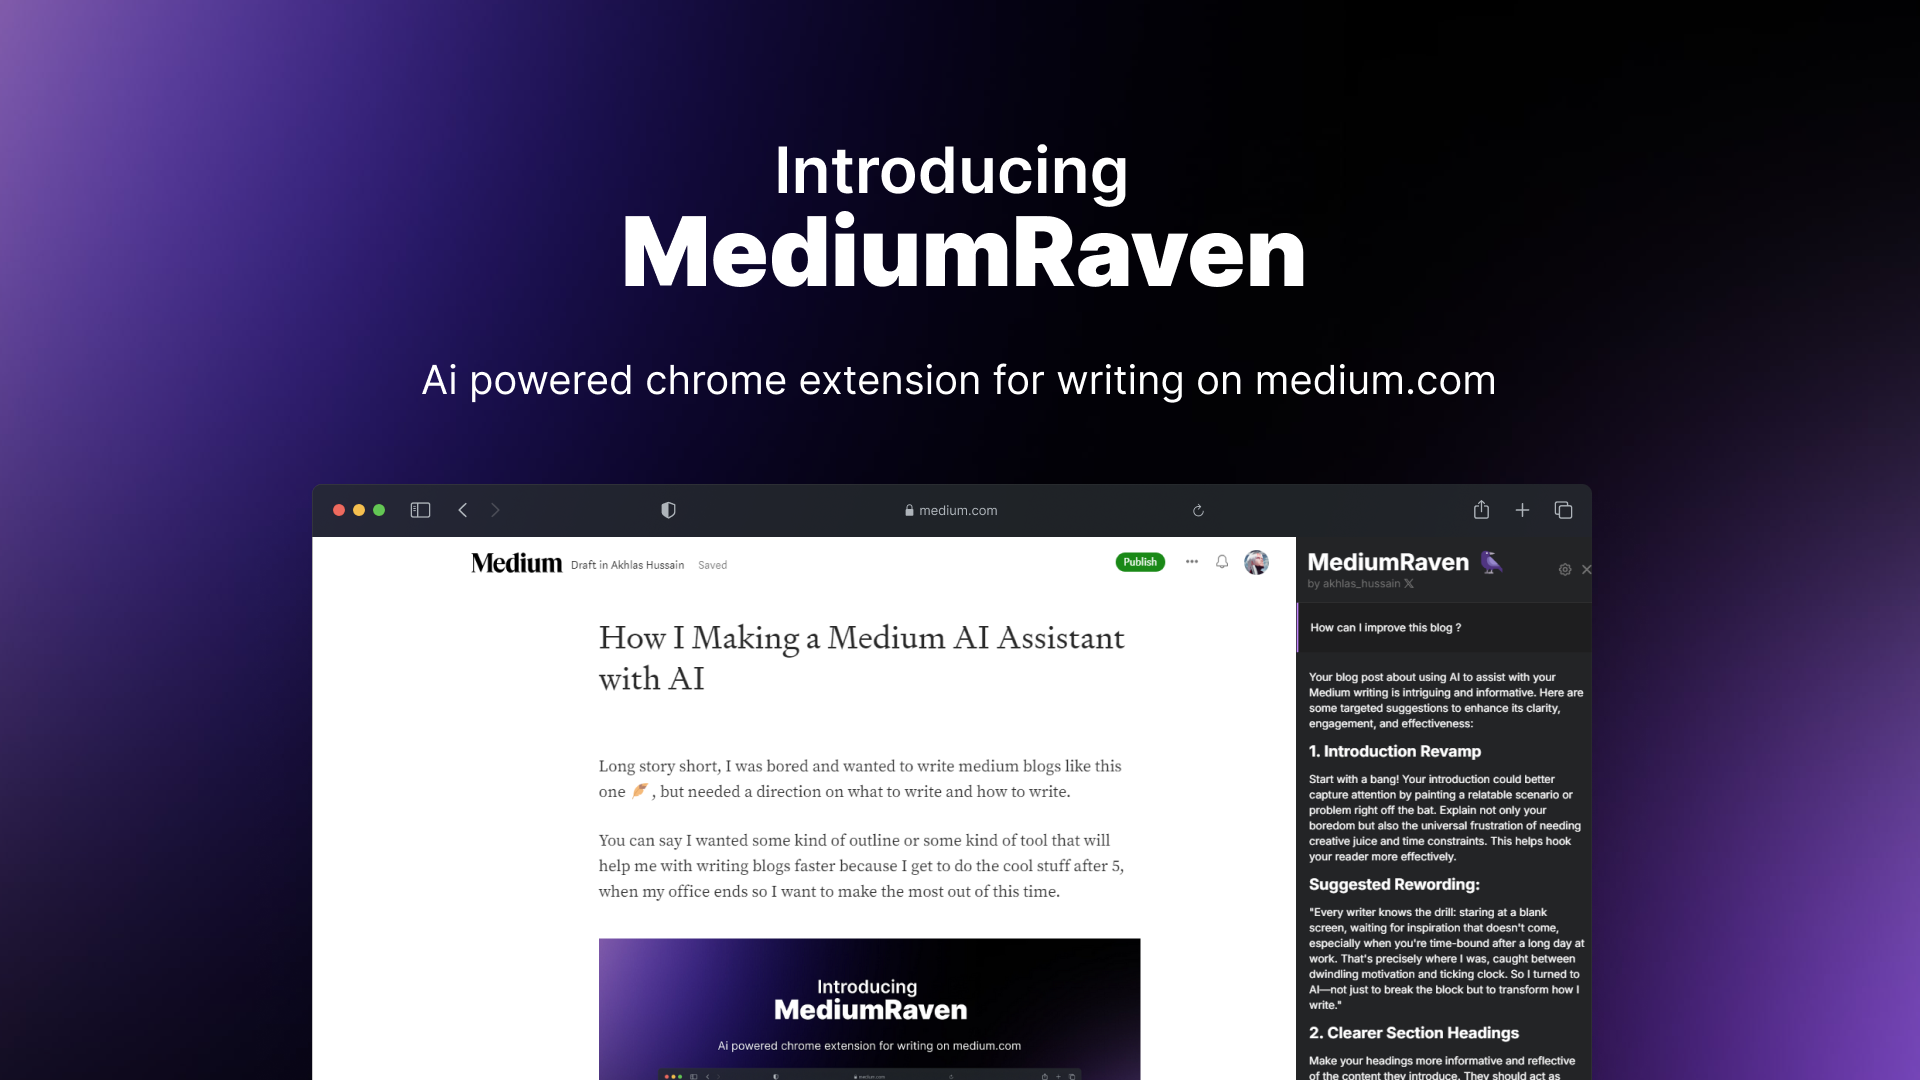 Introducing
MediumRaven
Ai powered chrome extension for writing on medium.com
medium.com
Medium Draft in Akhlas Hussain Saved
Publish
How I Making a Medium AI Assistant
with AI
Long story short, I was bored and wanted to write medium blogs like this
one , but needed a direction on what to write and how to write.
You can say I wanted some kind of outline or some kind of tool that will
help me with writing blogs faster because I get to do the cool stuff after 5,
when my office ends so I want to make the most out of this time.
Introducing
MediumRaven
Ai powered chrome extension for writing on medium.com
medium.com
MediumRaven
by akhlas_hussain 𝕏
How can I improve this blog ?
Your blog post about using AI to assist with your
Medium writing is intriguing and informative. Here are
some targeted suggestions to enhance its clarity,
engagement, and effectiveness:
1. Introduction Revamp
Start with a bang! Your introduction could better
capture attention by painting a relatable scenario or
problem right off the bat. Explain not only your
boredom but also the universal frustration of needing
creative juice and time constraints. This helps hook
your reader more effectively.
Suggested Rewording:
"Every writer knows the drill: staring at a blank
screen, waiting for inspiration that doesn't come,
especially when you're time-bound after a long day at
work. That's precisely where I was, caught between
dwindling motivation and ticking clock. So I turned to
AI—not just to break the block but to transform how I
write."
2. Clearer Section Headings
Make your headings more informative and reflective
of the content they introduce. They should act as